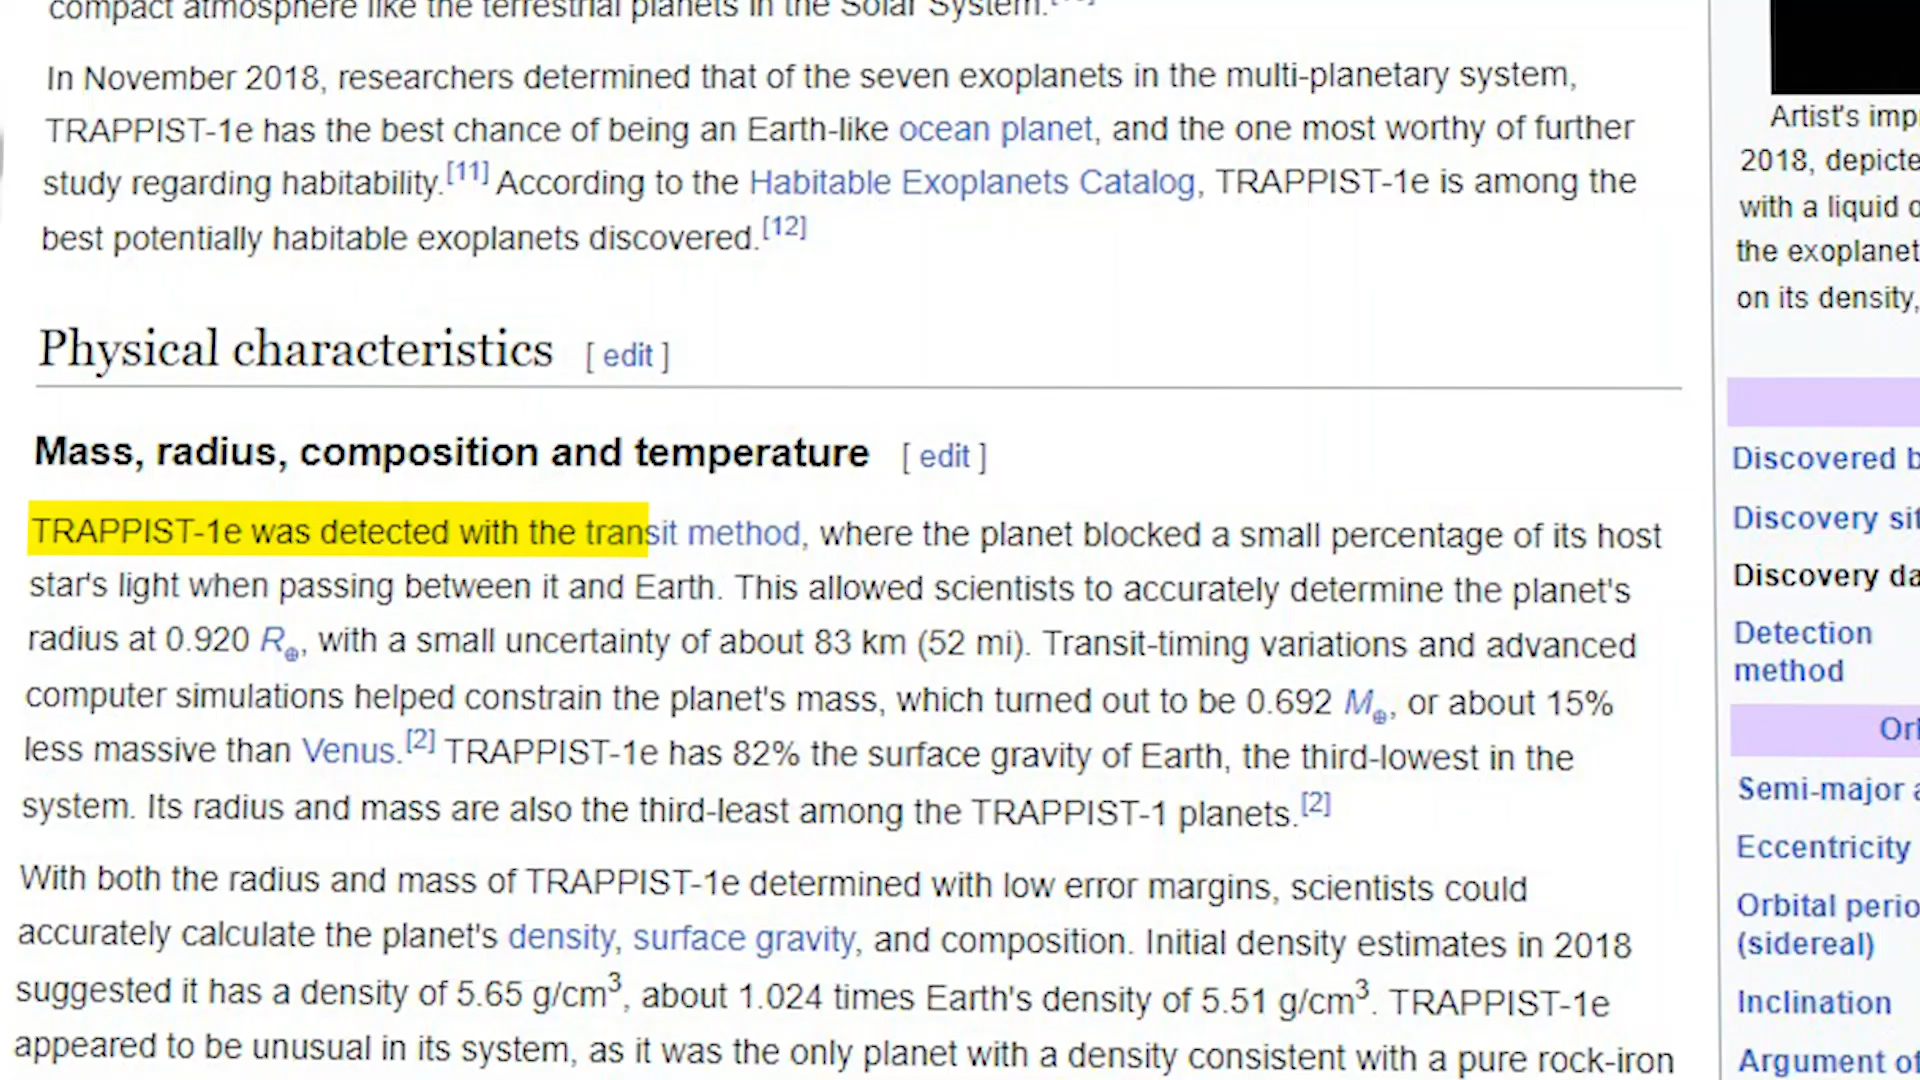 compact atmosphere like the terrestrial planets in the Solar System.
In November 2018, researchers determined that of the seven exoplanets in the multi-planetary system,
TRAPPIST-1e has the best chance of being an Earth-like ocean planet, and the one most worthy of further
study regarding habitability.[11] According to the Habitable Exoplanets Catalog, TRAPPIST-1e is among the
best potentially habitable exoplanets discovered.[12]
Physical characteristics [ edit ]
Mass, radius, composition and temperature [ edit ]
TRAPPIST-1e was detected with the transit method, where the planet blocked a small percentage of its host
star's light when passing between it and Earth. This allowed scientists to accurately determine the planet's
radius at 0.920 R⊕, with a small uncertainty of about 83 km (52 mi). Transit-timing variations and advanced
computer simulations helped constrain the planet's mass, which turned out to be 0.692 M⊕, or about 15%
less massive than Venus.[2] TRAPPIST-1e has 82% the surface gravity of Earth, the third-lowest in the
system. Its radius and mass are also the third-least among the TRAPPIST-1 planets.[2]
With both the radius and mass of TRAPPIST-1e determined with low error margins, scientists could
accurately calculate the planet's density, surface gravity, and composition. Initial density estimates in 2018
suggested it has a density of 5.65 g/cm³, about 1.024 times Earth's density of 5.51 g/cm³. TRAPPIST-1e
appeared to be unusual in its system, as it was the only planet with a density consistent with a pure rock-iron
Artist's imp
2018, depicte
with a liquid o
the exoplanet
on its density,
Discovered b
Discovery sit
Discovery da
Detection
method
Orb
Semi-major a
Eccentricity
Orbital perio
(sidereal)
Inclination
Argument of